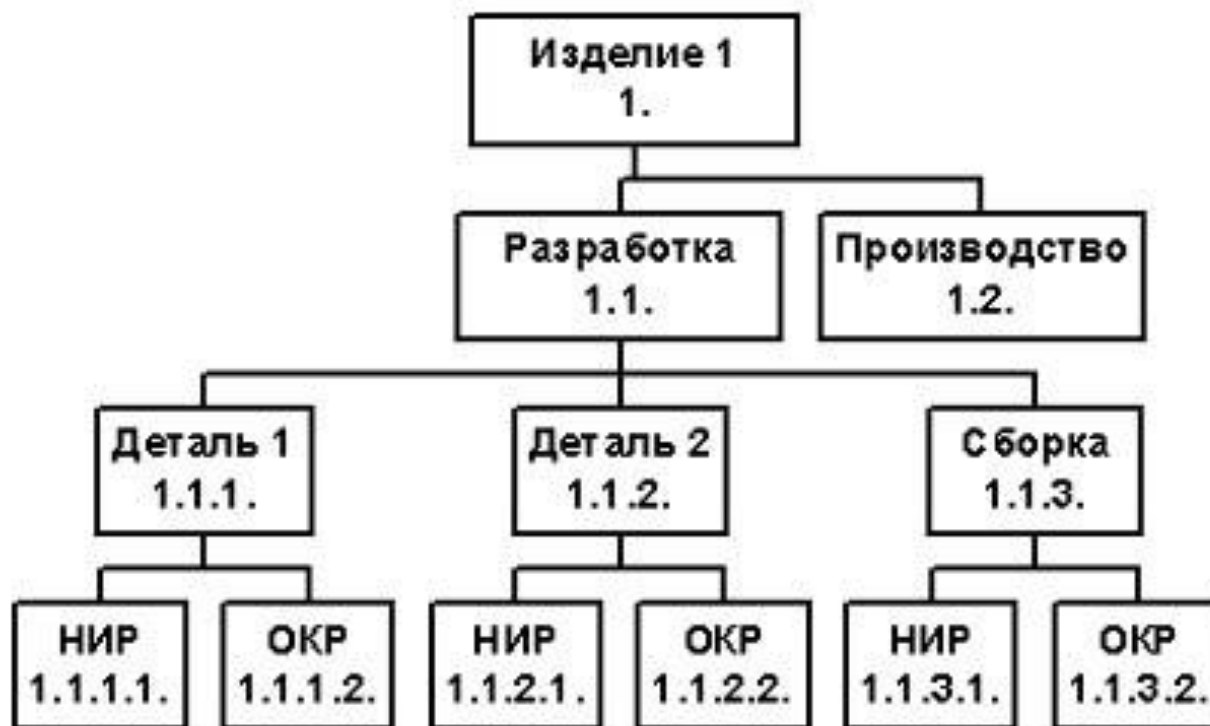 Изделие 1
1.
Разработка
1.1.
Производство
1.2.
Деталь 1
1.1.1.
Деталь 2
1.1.2.
Сборка
1.1.3.
НИР
1.1.1.1.
ОКР
1.1.1.2.
НИР
1.1.2.1.
ОКР
1.1.2.2.
НИР
1.1.3.1.
ОКР
1.1.3.2.